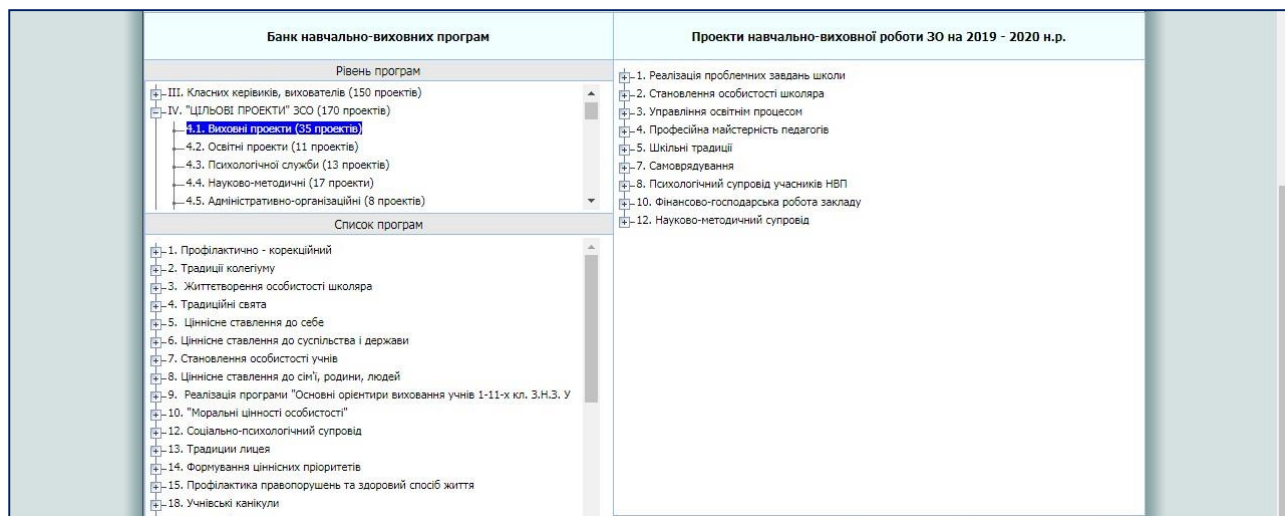 Банк навчально-виховних програм
Рівень програм
III. Класних керівиків, вихователів (150 проектів)
IV. "ЦІЛЬОВІ ПРОЕКТИ" ЗСО (170 проектів)
4.1. Виховні проекти (35 проектів)
4.2. Освітні проекти (11 проектів)
4.3. Психологічної служби (13 проектів)
4.4. Науково-методичні (17 проекти)
4.5. Адміністративно-організаційні (8 проектів)
Список програм
1. Профілактично - корекційний
2. Традиції колегіуму
3. Життєтворення особистості школяра
4. Традиційні свята
5. Ціннісне ставлення до себе
6. Ціннісне ставлення до суспільства і держави
7. Становлення особистості учнів
8. Ціннісне ставлення до сім'ї, родини, людей
9. Реалізація програми "Основні орієнтири виховання учнів 1-11-х кл. З.Н.З. У
10. "Моральні цінності особистості"
12. Соціально-психологічний супровід
13. Традиции лицея
14. Формування ціннісних пріоритетів
15. Профілактика правопорушень та здоровий спосіб життя
18. Учнівські канікули
Проекти навчально-виховної роботи ЗО на 2019 - 2020 н.р.
1. Реалізація проблемних завдань школи
2. Становлення особистості школяра
3. Управління освітнім процесом
4. Професійна майстерність педагогів
5. Шкільні традиції
7. Самоврядування
8. Психологічний супровід учасників НВП
10. Фінансово-господарська робота закладу
12. Науково-методичний супровід